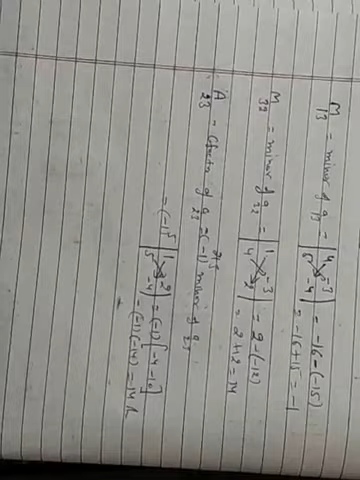 M₁₃ = minor of a₁₃ = |4 -3; 5 -4| = -16-(-15)
= -16+15 = -1
M₃₂ = minor of a₃₂ = |1 -3; 4 2| = 2-(-12)
= 2+12 = 14
A₂₃ = Cofactor of a₂₃ = (-1)²⁺³ minor of a₂₃
= (-1)⁵ |1 2; 5 -4| = (-1)[-4-10]
= (-1)(-14) = 14